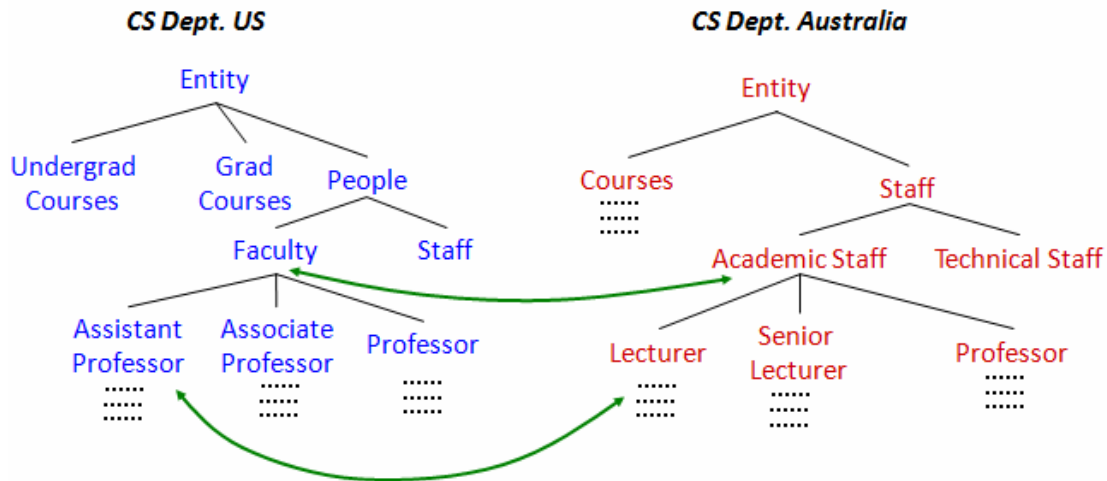 CS Dept. US
CS Dept. Australia
Entity
Entity
Undergrad
Courses
Grad
Courses
People
Courses
Staff
Faculty
Staff
Academic Staff
Technical Staff
Assistant
Professor
Associate
Professor
Professor
Lecturer
Senior
Lecturer
Professor